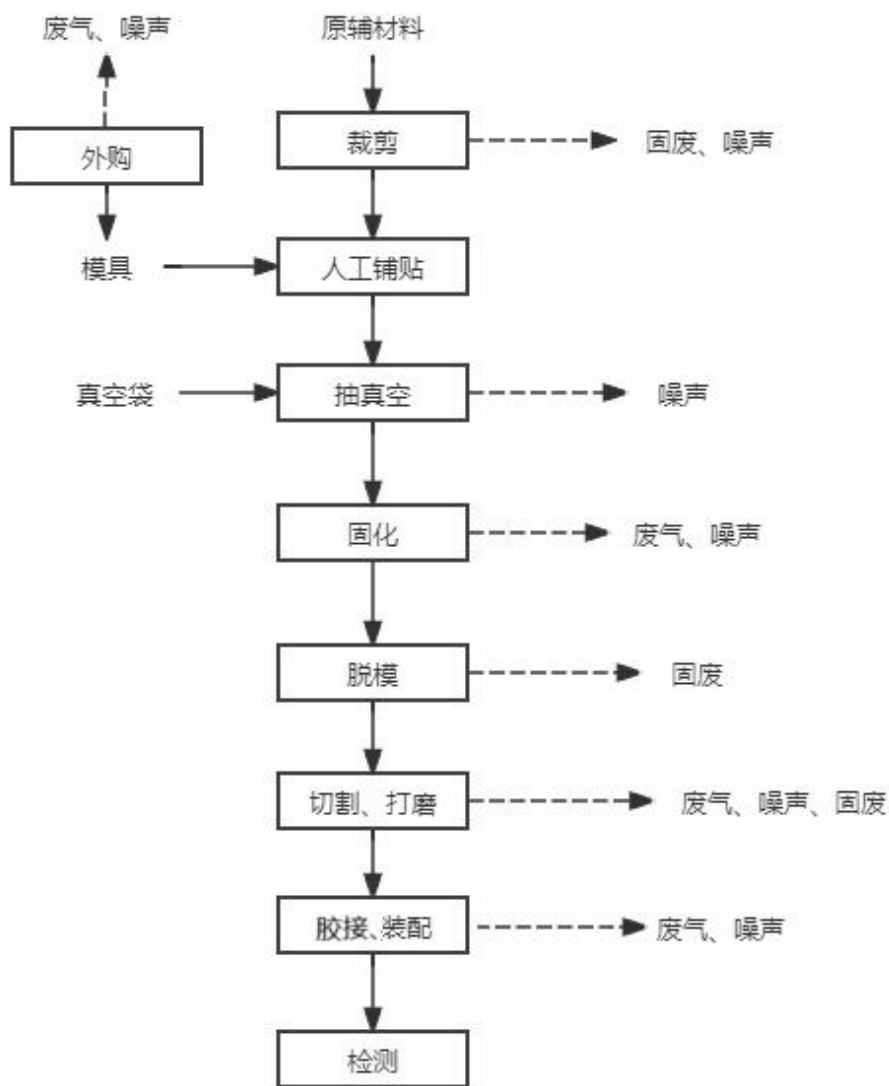 废气、噪声
原辅材料
外购
裁剪
固废、噪声
模具
人工铺贴
真空袋
抽真空
噪声
固化
废气、噪声
脱模
固废
切割、打磨
废气、噪声、固废
胶接、装配
废气、噪声
检测